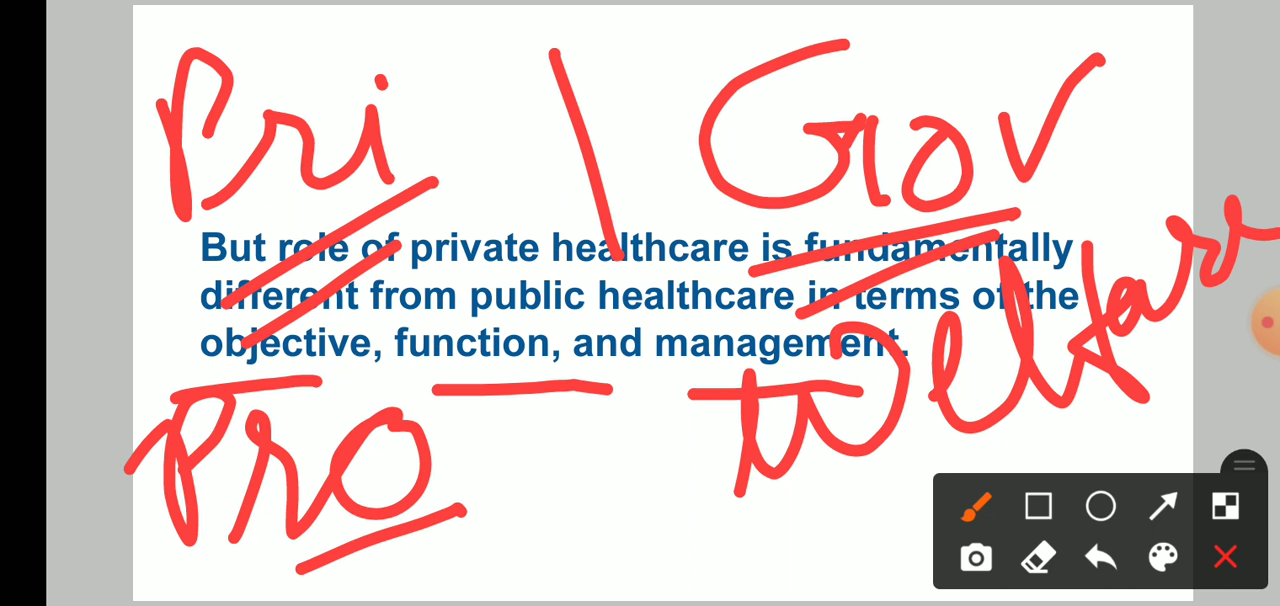 Pri / Gov
But role of private healthcare is fundamentally
different from public healthcare in terms of the
objective, function, and management.
Pro welfare